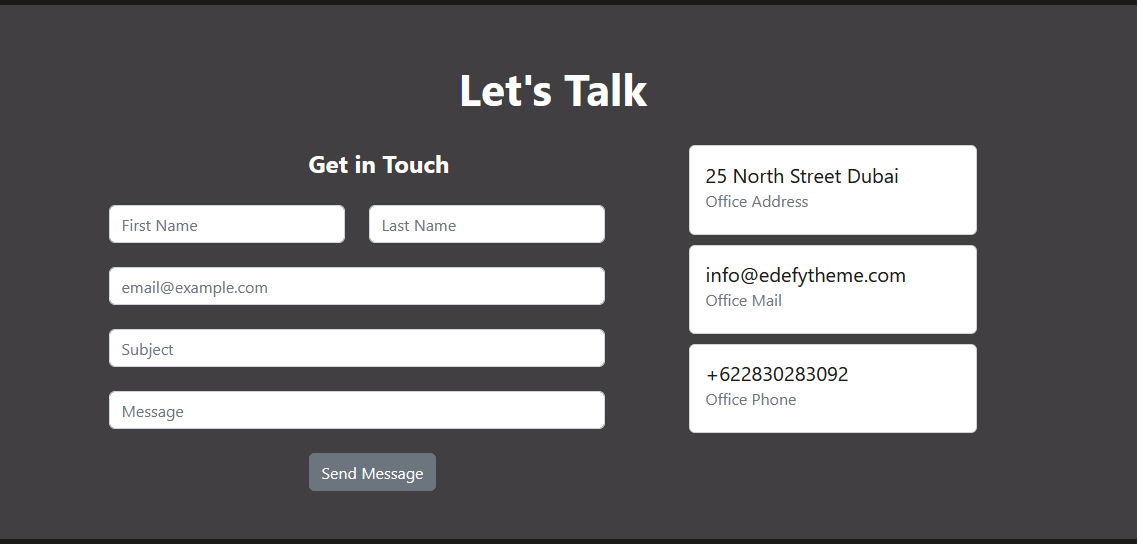 Let's Talk
Get in Touch
First Name
Last Name
email@example.com
Subject
Message
Send Message
25 North Street Dubai
Office Address
info@edefytheme.com
Office Mail
+622830283092
Office Phone